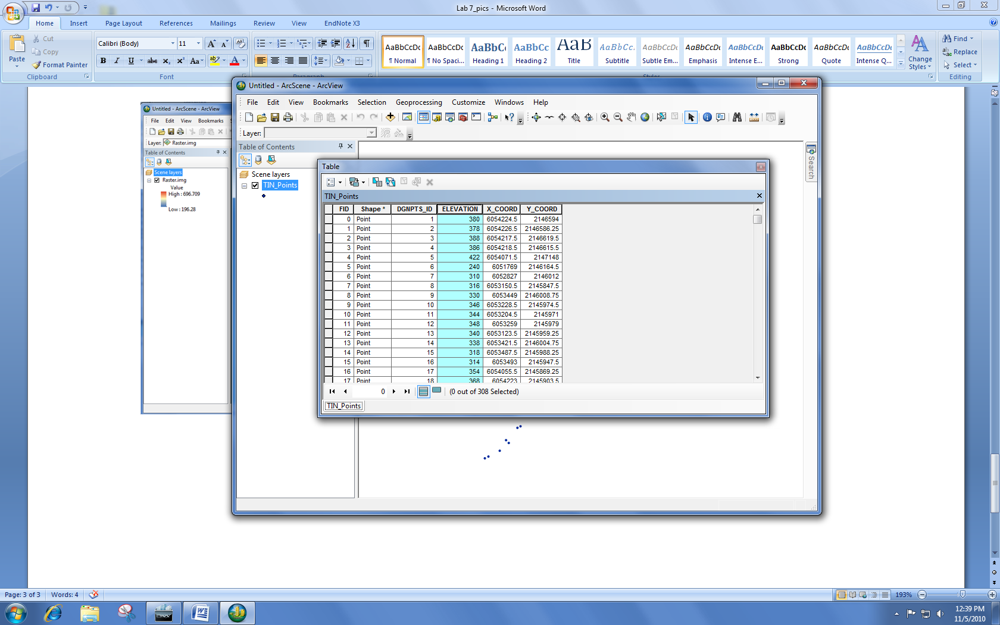 Lab 7_pics - Microsoft Word
Home Insert Page Layout References Mailings Review View EndNote X3
Paste
Cut
Copy
Format Painter
Clipboard
Calibri (Body) 11
B I U abc x₂ x² Aa A
Font
Paragraph
AaBbCcDc AaBbCcDc AaBbCc AaBbCc AaB AaBbCc. AaBbCcDc AaBbCcDc AaBbCcDc AaBbCcDc AaBbCcDc AaBbCcDc
¶ Normal ¶ No Spaci... Heading 1 Heading 2 Title Subtitle Subtle Em... Emphasis Intense E... Strong Quote Intense Q...
Change Styles
Styles
Find
Replace
Select
Editing
Untitled - ArcScene - ArcView
File Edit View Bookmarks
Layer: Raster.img
Table of Contents
Scene layers
Raster.img
Value
High : 696.709
Low : 196.28
Untitled - ArcScene - ArcView
File Edit View Bookmarks Selection Geoprocessing Customize Windows Help
Layer:
Table of Contents
Scene layers
TIN_Points
Search
Table
TIN_Points
FID Shape * DGNPTS_ID ELEVATION X_COORD Y_COORD
0 Point 1 380 6054224.5 2146594
1 Point 2 378 6054226.5 2146586.25
2 Point 3 388 6054217.5 2146619.5
3 Point 4 386 6054218.5 2146615.5
4 Point 5 422 6054071.5 2147148
5 Point 6 240 6051769 2146164.5
6 Point 7 310 6052827 2146012
7 Point 8 316 6053150.5 2145847.5
8 Point 9 330 6053449 2146008.75
9 Point 10 346 6053228.5 2145974.5
10 Point 11 344 6053204.5 2145971
11 Point 12 348 6053259 2145979
12 Point 13 340 6053123.5 2145959.25
13 Point 14 338 6053421.5 2146004.75
14 Point 15 318 6053487.5 2145988.25
15 Point 16 314 6053493 2145947.5
16 Point 17 354 6054055.5 2145869.25
17 Point 18 368 6054223 2145903.5
0 (0 out of 308 Selected)
TIN_Points
Page: 3 of 3 Words: 4
193%
12:39 PM
11/5/2010